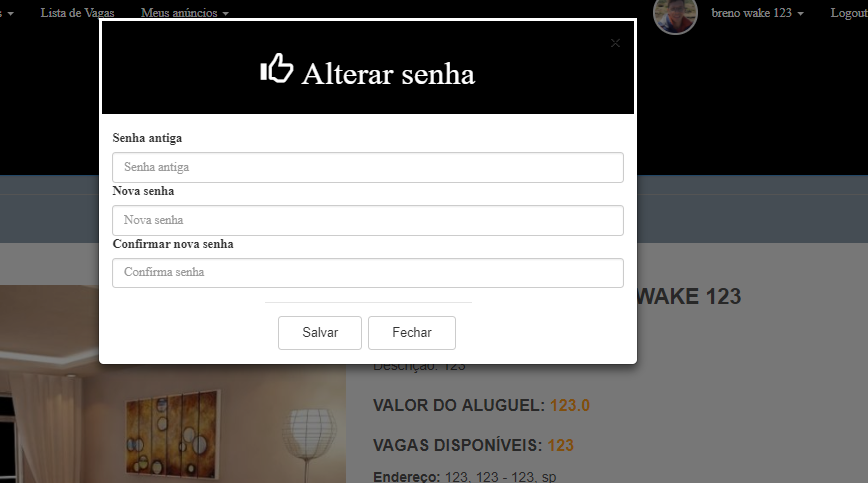 s Lista de Vagas Meus anúncios breno wake 123 Logout
×
Alterar senha
Senha antiga
Senha antiga
Nova senha
Nova senha
Confirmar nova senha
Confirma senha
Salvar Fechar
WAKE 123
Descrição: 123
VALOR DO ALUGUEL: 123.0
VAGAS DISPONÍVEIS: 123
Endereço: 123, 123 - 123, sp